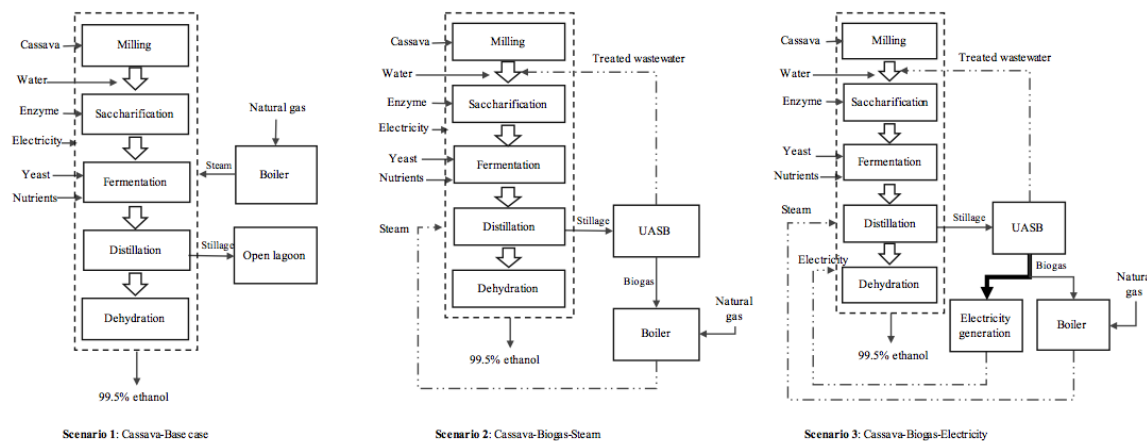 Cassava
Milling
Water
Enzyme
Saccharification
Natural gas
Electricity
Yeast
Fermentation
Steam
Boiler
Nutrients
Distillation
Stillage
Open lagoon
Dehydration
99.5% ethanol
Scenario 1: Cassava-Base case
Cassava
Milling
Treated wastewater
Water
Enzyme
Saccharification
Electricity
Yeast
Fermentation
Nutrients
Steam
Distillation
Stillage
UASB
Dehydration
Biogas
Natural
gas
Boiler
99.5% ethanol
Scenario 2: Cassava-Biogas-Steam
Cassava
Milling
Treated wastewater
Water
Enzyme
Saccharification
Yeast
Fermentation
Nutrients
Steam
Distillation
Stillage
UASB
Electricity
Biogas
Dehydration
Natural
gas
Electricity
generation
Boiler
99.5% ethanol
Scenario 3: Cassava-Biogas-Electricity